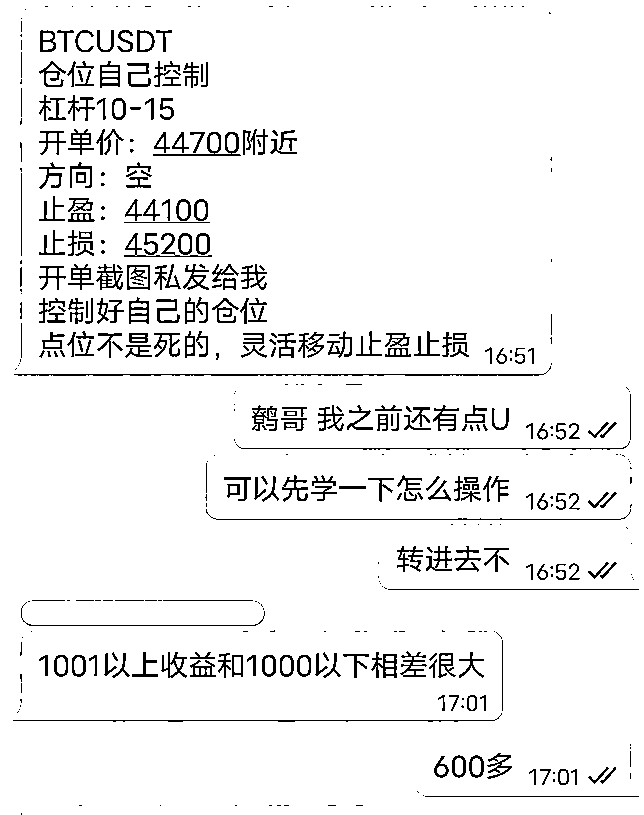 BTCUSDT
仓位自己控制
杠杆10-15
开单价：44700附近
方向：空
止盈：44100
止损：45200
开单截图私发给我
控制好自己的仓位
点位不是死的，灵活移动止盈止损 16:51
鹩哥 我之前还有点U 16:52
可以先学一下怎么操作 16:52
转进去不 16:52
1001以上收益和1000以下相差很大
17:01
600多 17:01